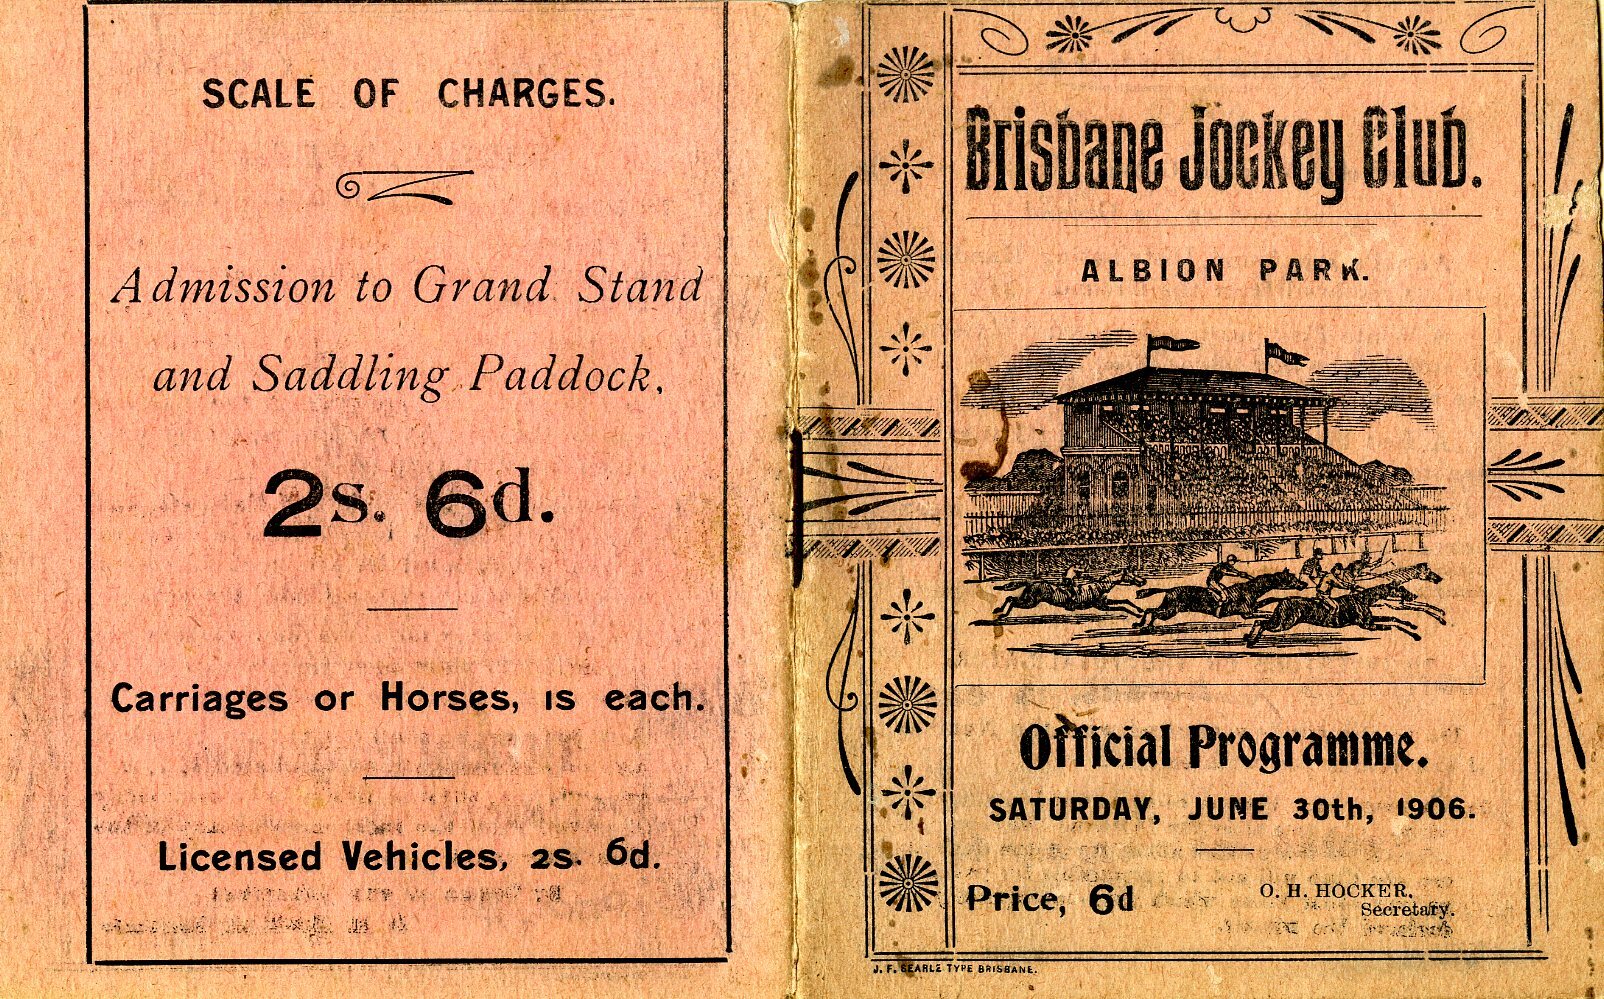 SCALE OF CHARGES.
Admission to Grand Stand
and Saddling Paddock,
2s. 6d.
Carriages or Horses, 1s each.
Licensed Vehicles, 2s. 6d.
Brisbane Jockey Club.
ALBION PARK.
Official Programme.
SATURDAY, JUNE 30th, 1906.
Price, 6d
O. H. HOCKER,
Secretary.
J. F. SEARLE TYPE BRISBANE.